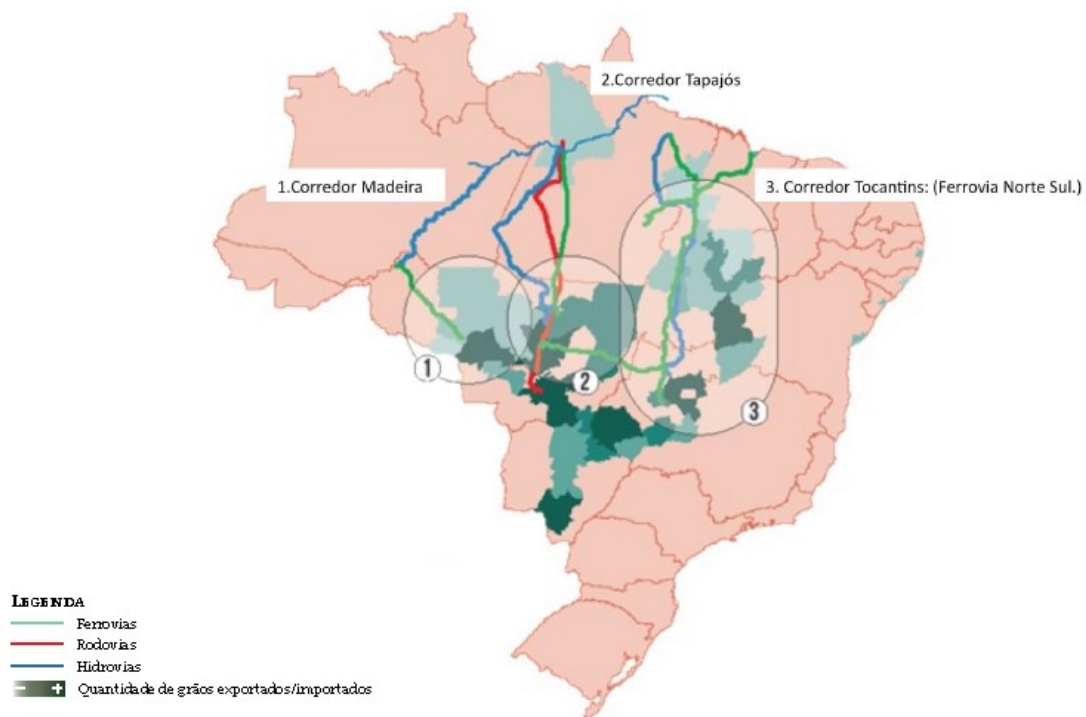 2.Corredor Tapajós
1.Corredor Madeira
3. Corredor Tocantins: (Ferrovia Norte Sul.)
1
2
3
LEGENDA
Ferrovias
Rodovias
Hidrovias
- + Quantidade de grãos exportados/importados